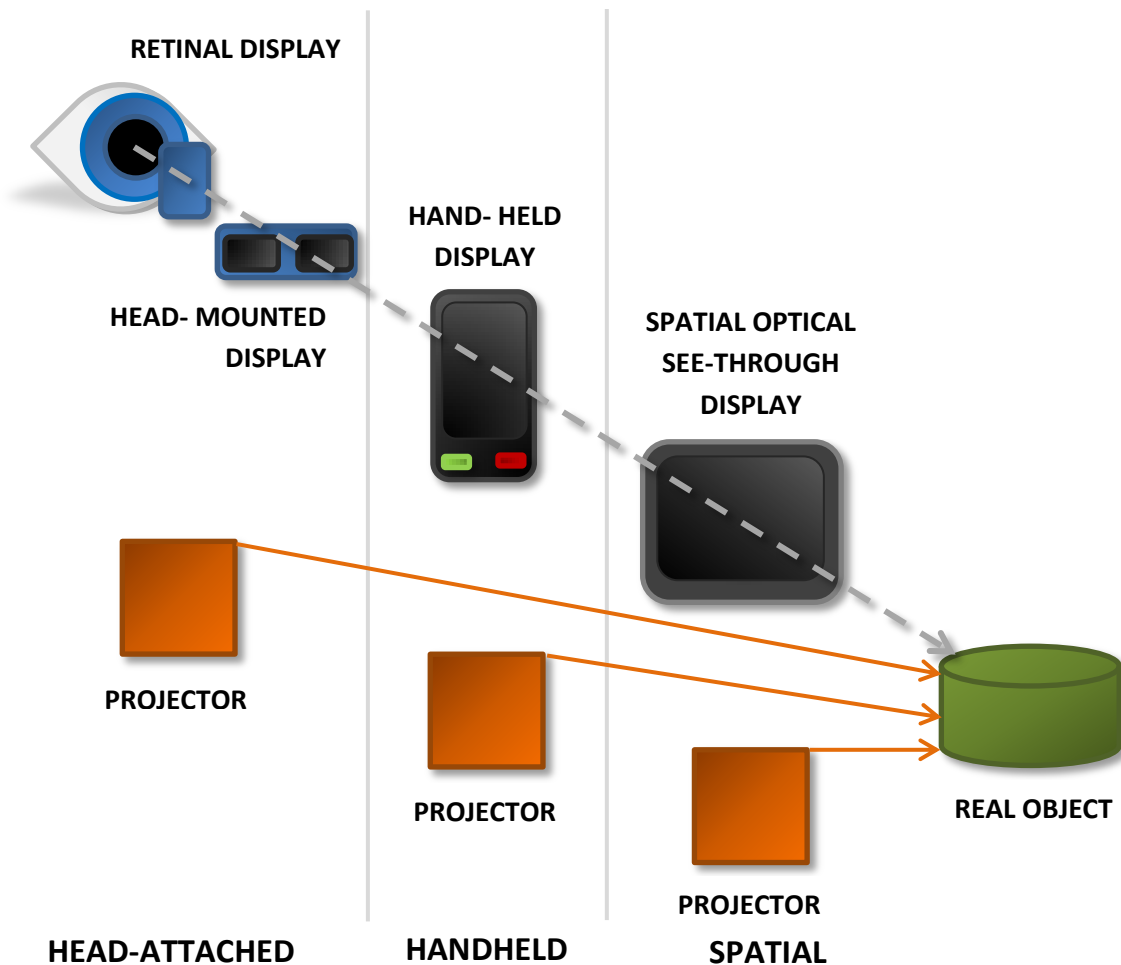 RETINAL DISPLAY
HEAD- MOUNTED
DISPLAY
HAND- HELD
DISPLAY
SPATIAL OPTICAL
SEE-THROUGH
DISPLAY
PROJECTOR
PROJECTOR
PROJECTOR
REAL OBJECT
HEAD-ATTACHED
HANDHELD
SPATIAL